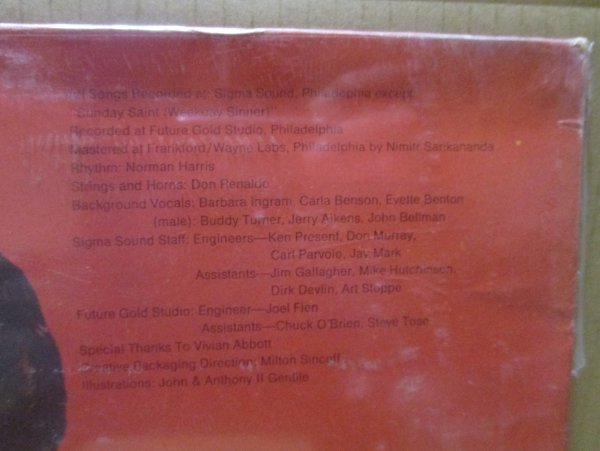 All Songs Recorded at: Sigma Sound, Philadelphia except
"Sunday Saint (Weekday Sinner)"
Recorded at Future Gold Studio, Philadelphia
Mastered at Frankford/Wayne Labs, Philadelphia by Nimitr Sarikananda
Rhythm: Norman Harris
Strings and Horns: Don Renaldo
Background Vocals: Barbara Ingram, Carla Benson, Evette Benton
(male): Buddy Turner, Jerry Aikens, John Bellman
Sigma Sound Staff: Engineers—Ken Present, Don Murray,
Carl Parvolo, Jay Mark
Assistants—Jim Gallagher, Mike Hutchinson,
Dirk Devlin, Art Stoppe
Future Gold Studio: Engineer—Joel Fien
Assistants—Chuck O'Brien, Steve Tose
Special Thanks To Vivian Abbott
Creative Packaging Direction: Milton Sincoff
Illustrations: John & Anthony II Gentile